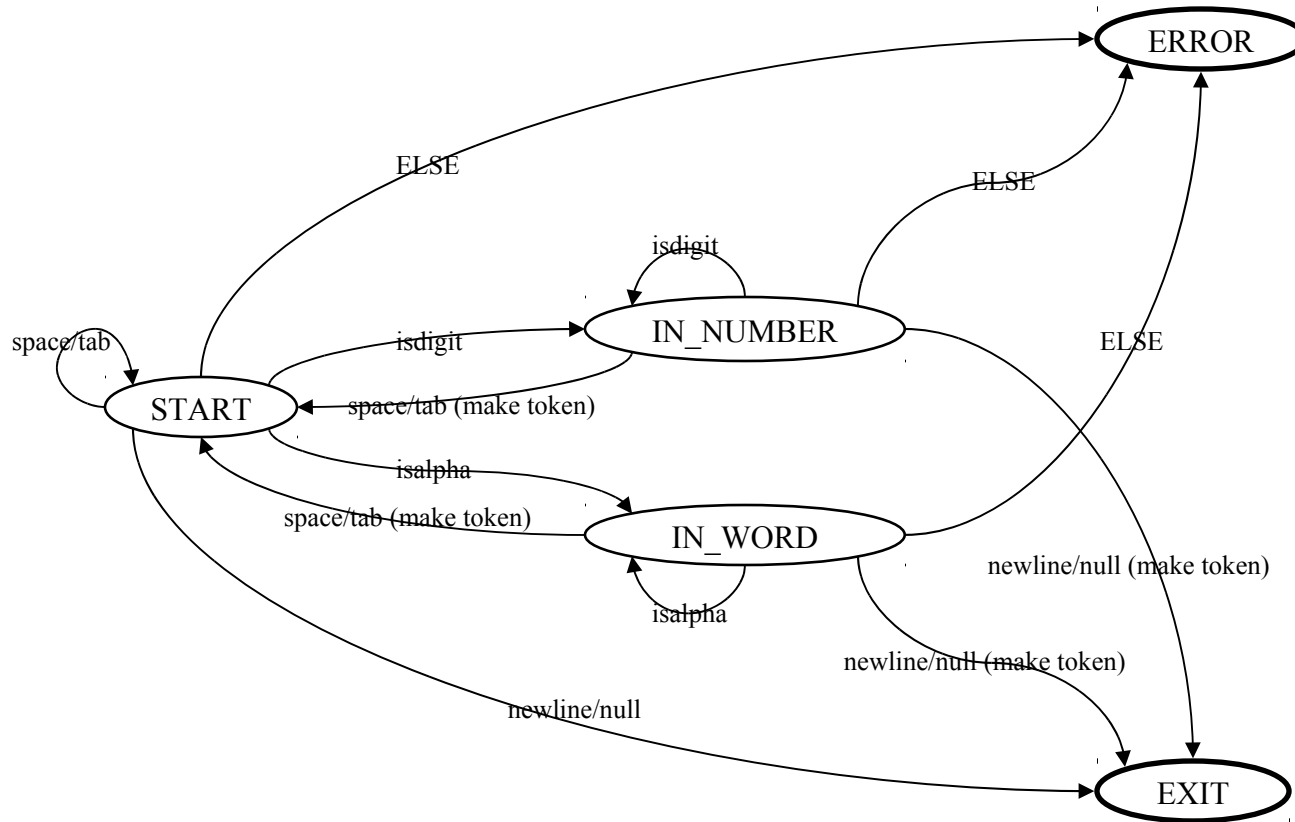 ERROR
ELSE
ELSE
isdigit
IN_NUMBER
space/tab
isdigit
ELSE
START
space/tab (make token)
isalpha
space/tab (make token)
IN_WORD
newline/null (make token)
isalpha
newline/null (make token)
newline/null
EXIT